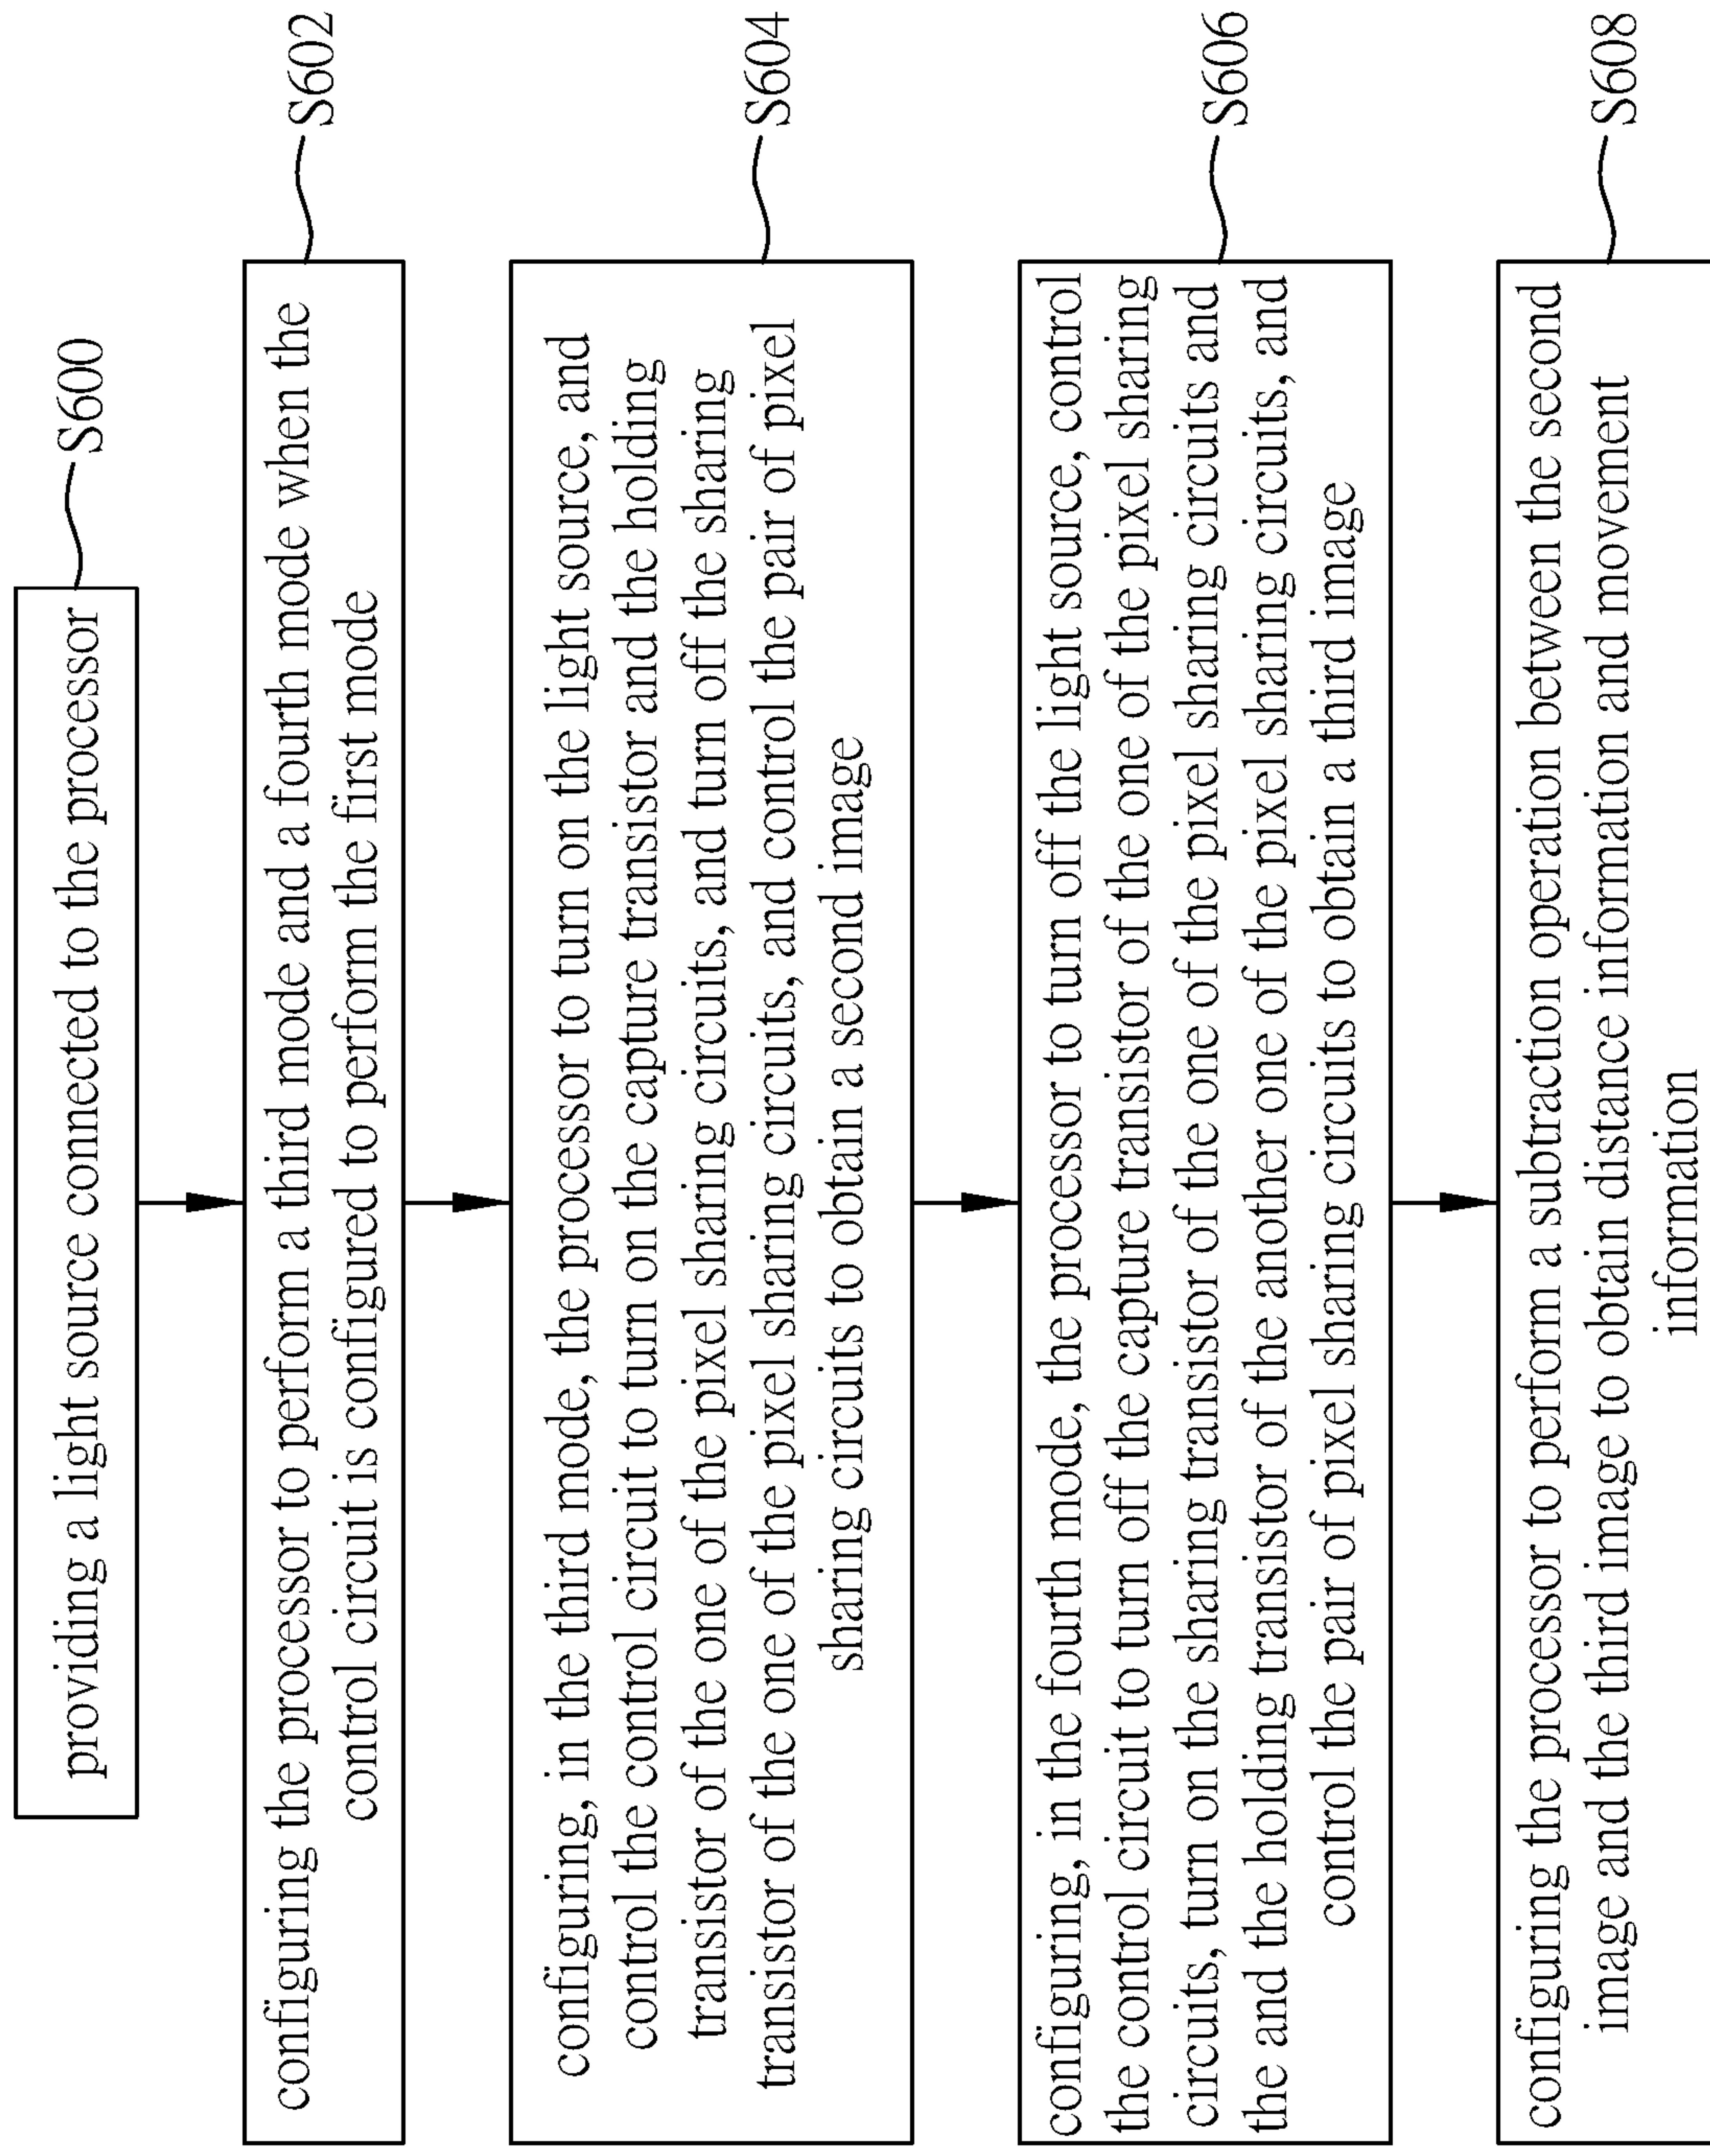 providing a light source connected to the processor
S600
configuring the processor to perform a third mode and a fourth mode when the
control circuit is configured to perform the first mode
S602
configuring, in the third mode, the processor to turn on the light source, and
control the control circuit to turn on the capture transistor and the holding
transistor of the one of the pixel sharing circuits, and turn off the sharing
transistor of the one of the pixel sharing circuits, and control the pair of pixel
sharing circuits to obtain a second image
S604
configuring, in the fourth mode, the processor to turn off the light source, control
the control circuit to turn off the capture transistor of the one of the pixel sharing
circuits, turn on the sharing transistor of the one of the pixel sharing circuits and
the and the holding transistor of the another one of the pixel sharing circuits, and
control the pair of pixel sharing circuits to obtain a third image
S606
configuring the processor to perform a subtraction operation between the second
image and the third image to obtain distance information and movement
information
S608